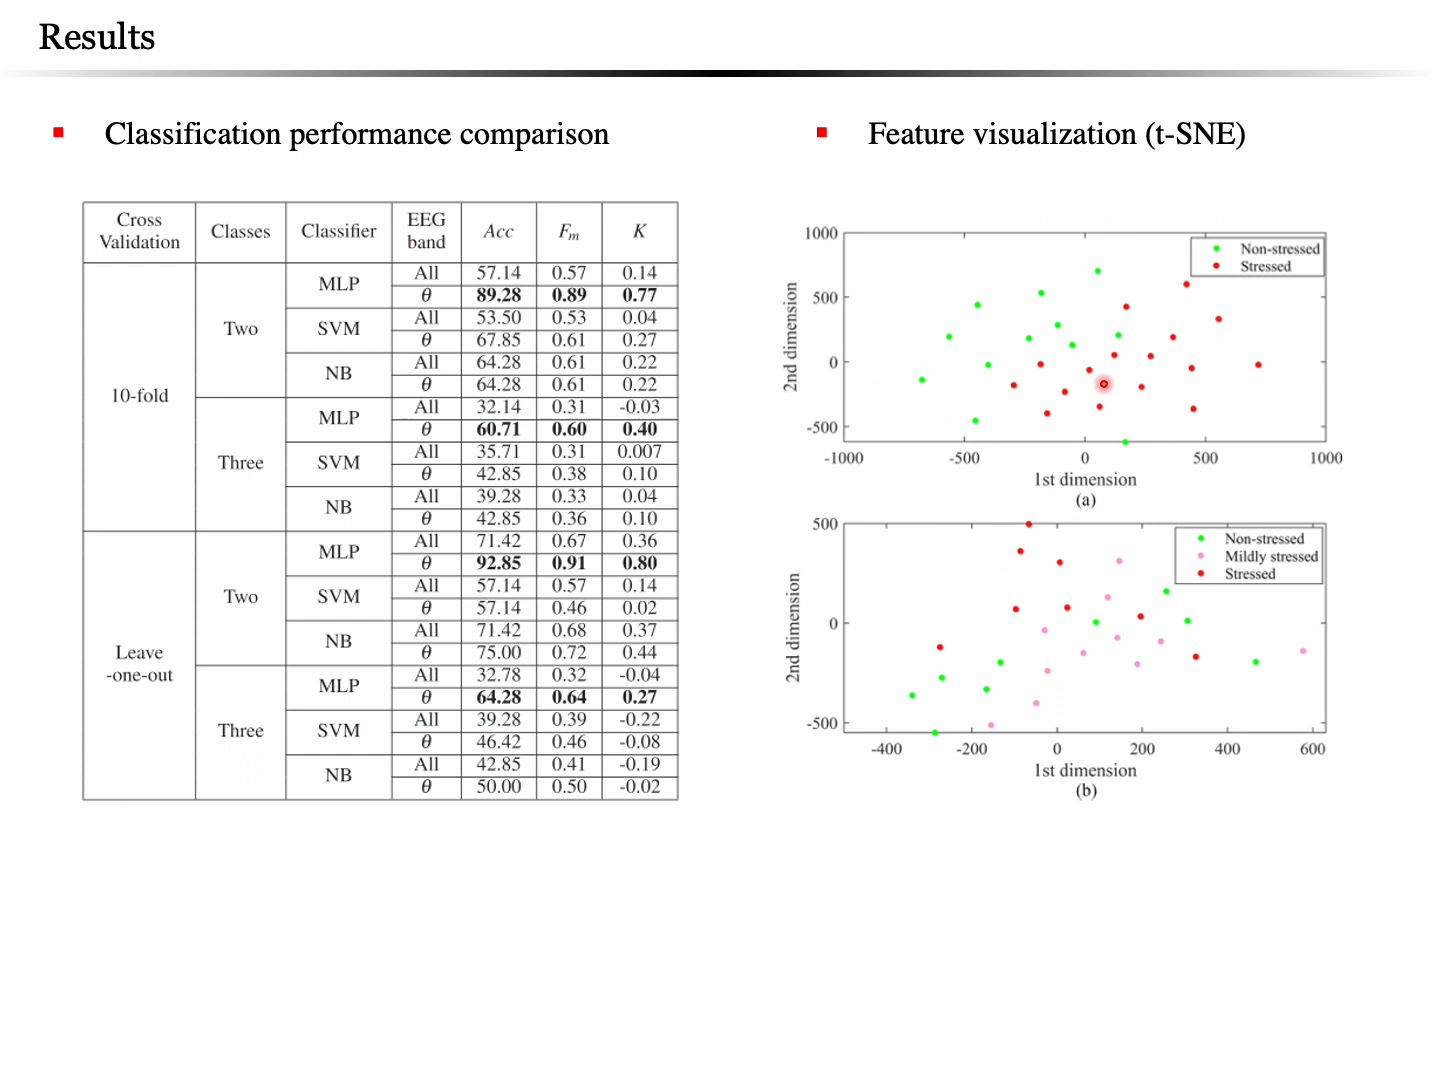 Results
Classification performance comparison
Feature visualization (t-SNE)
Cross Validation Classes Classifier EEG band Acc Fm K
10-fold Two MLP All 57.14 0.57 0.14
θ 89.28 0.89 0.77
SVM All 53.50 0.53 0.04
θ 67.85 0.61 0.27
NB All 64.28 0.61 0.22
θ 64.28 0.61 0.22
Three MLP All 32.14 0.31 -0.03
θ 60.71 0.60 0.40
SVM All 35.71 0.31 0.007
θ 42.85 0.38 0.10
NB All 39.28 0.33 0.04
θ 42.85 0.36 0.10
Leave -one-out Two MLP All 71.42 0.67 0.36
θ 92.85 0.91 0.80
SVM All 57.14 0.57 0.14
θ 57.14 0.46 0.02
NB All 71.42 0.68 0.37
θ 75.00 0.72 0.44
Three MLP All 32.78 0.32 -0.04
θ 64.28 0.64 0.27
SVM All 39.28 0.39 -0.22
θ 46.42 0.46 -0.08
NB All 42.85 0.41 -0.19
θ 50.00 0.50 -0.02
1000
500
0
-500
2nd dimension
Non-stressed
Stressed
-1000 -500 0 500 1000
1st dimension
(a)
500
0
-500
2nd dimension
Non-stressed
Mildly stressed
Stressed
-400 -200 0 200 400 600
1st dimension
(b)